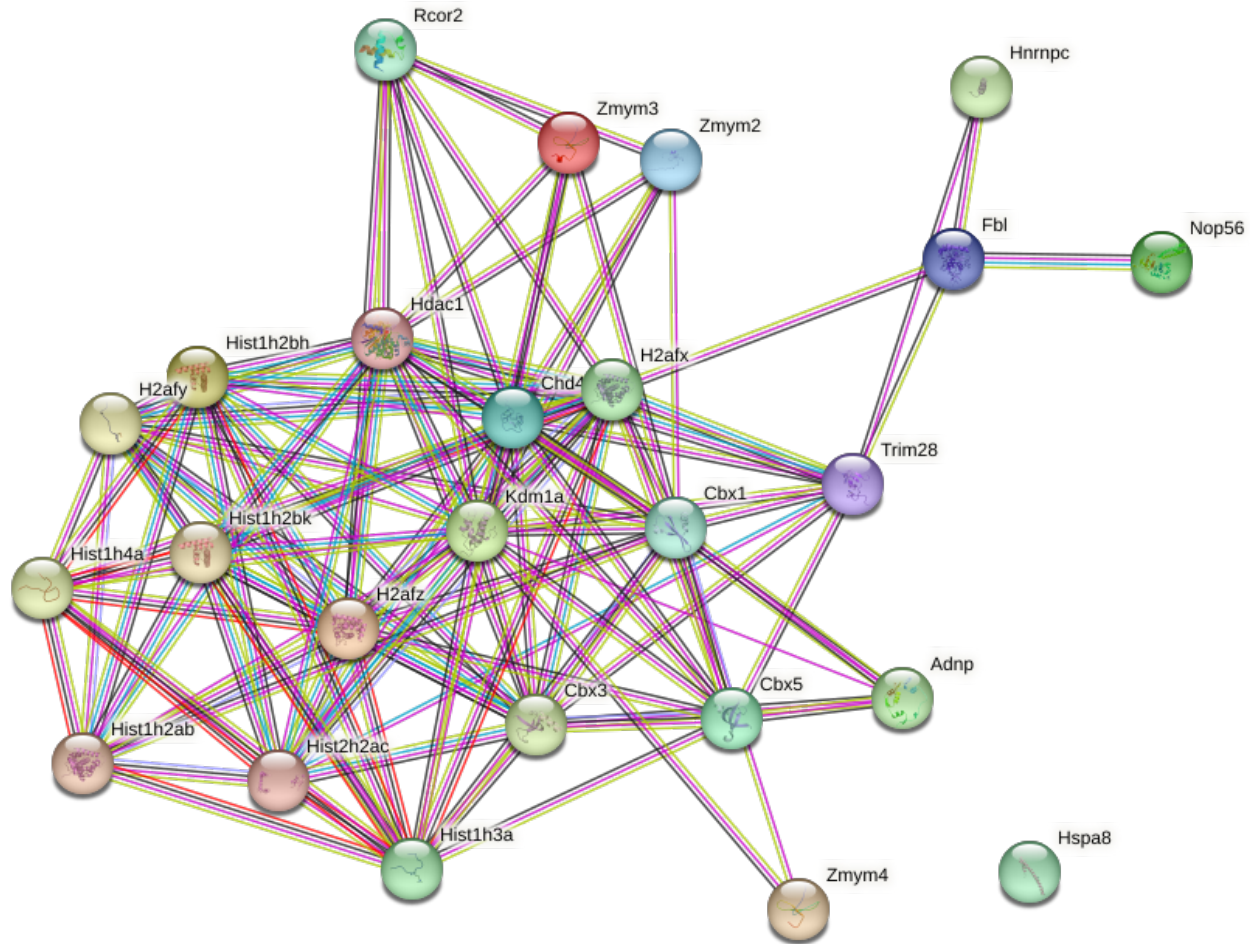 Rcor2
Hnrnpc
Zmym3
Zmym2
Fbl
Nop56
Hdac1
Hist1h2bh
H2afx
H2afy
Chd4
Trim28
Cbx1
Kdm1a
Hist1h2bk
Hist1h4a
H2afz
Adnp
Cbx3
Cbx5
Hist1h2ab
Hist2h2ac
Hist1h3a
Hspa8
Zmym4